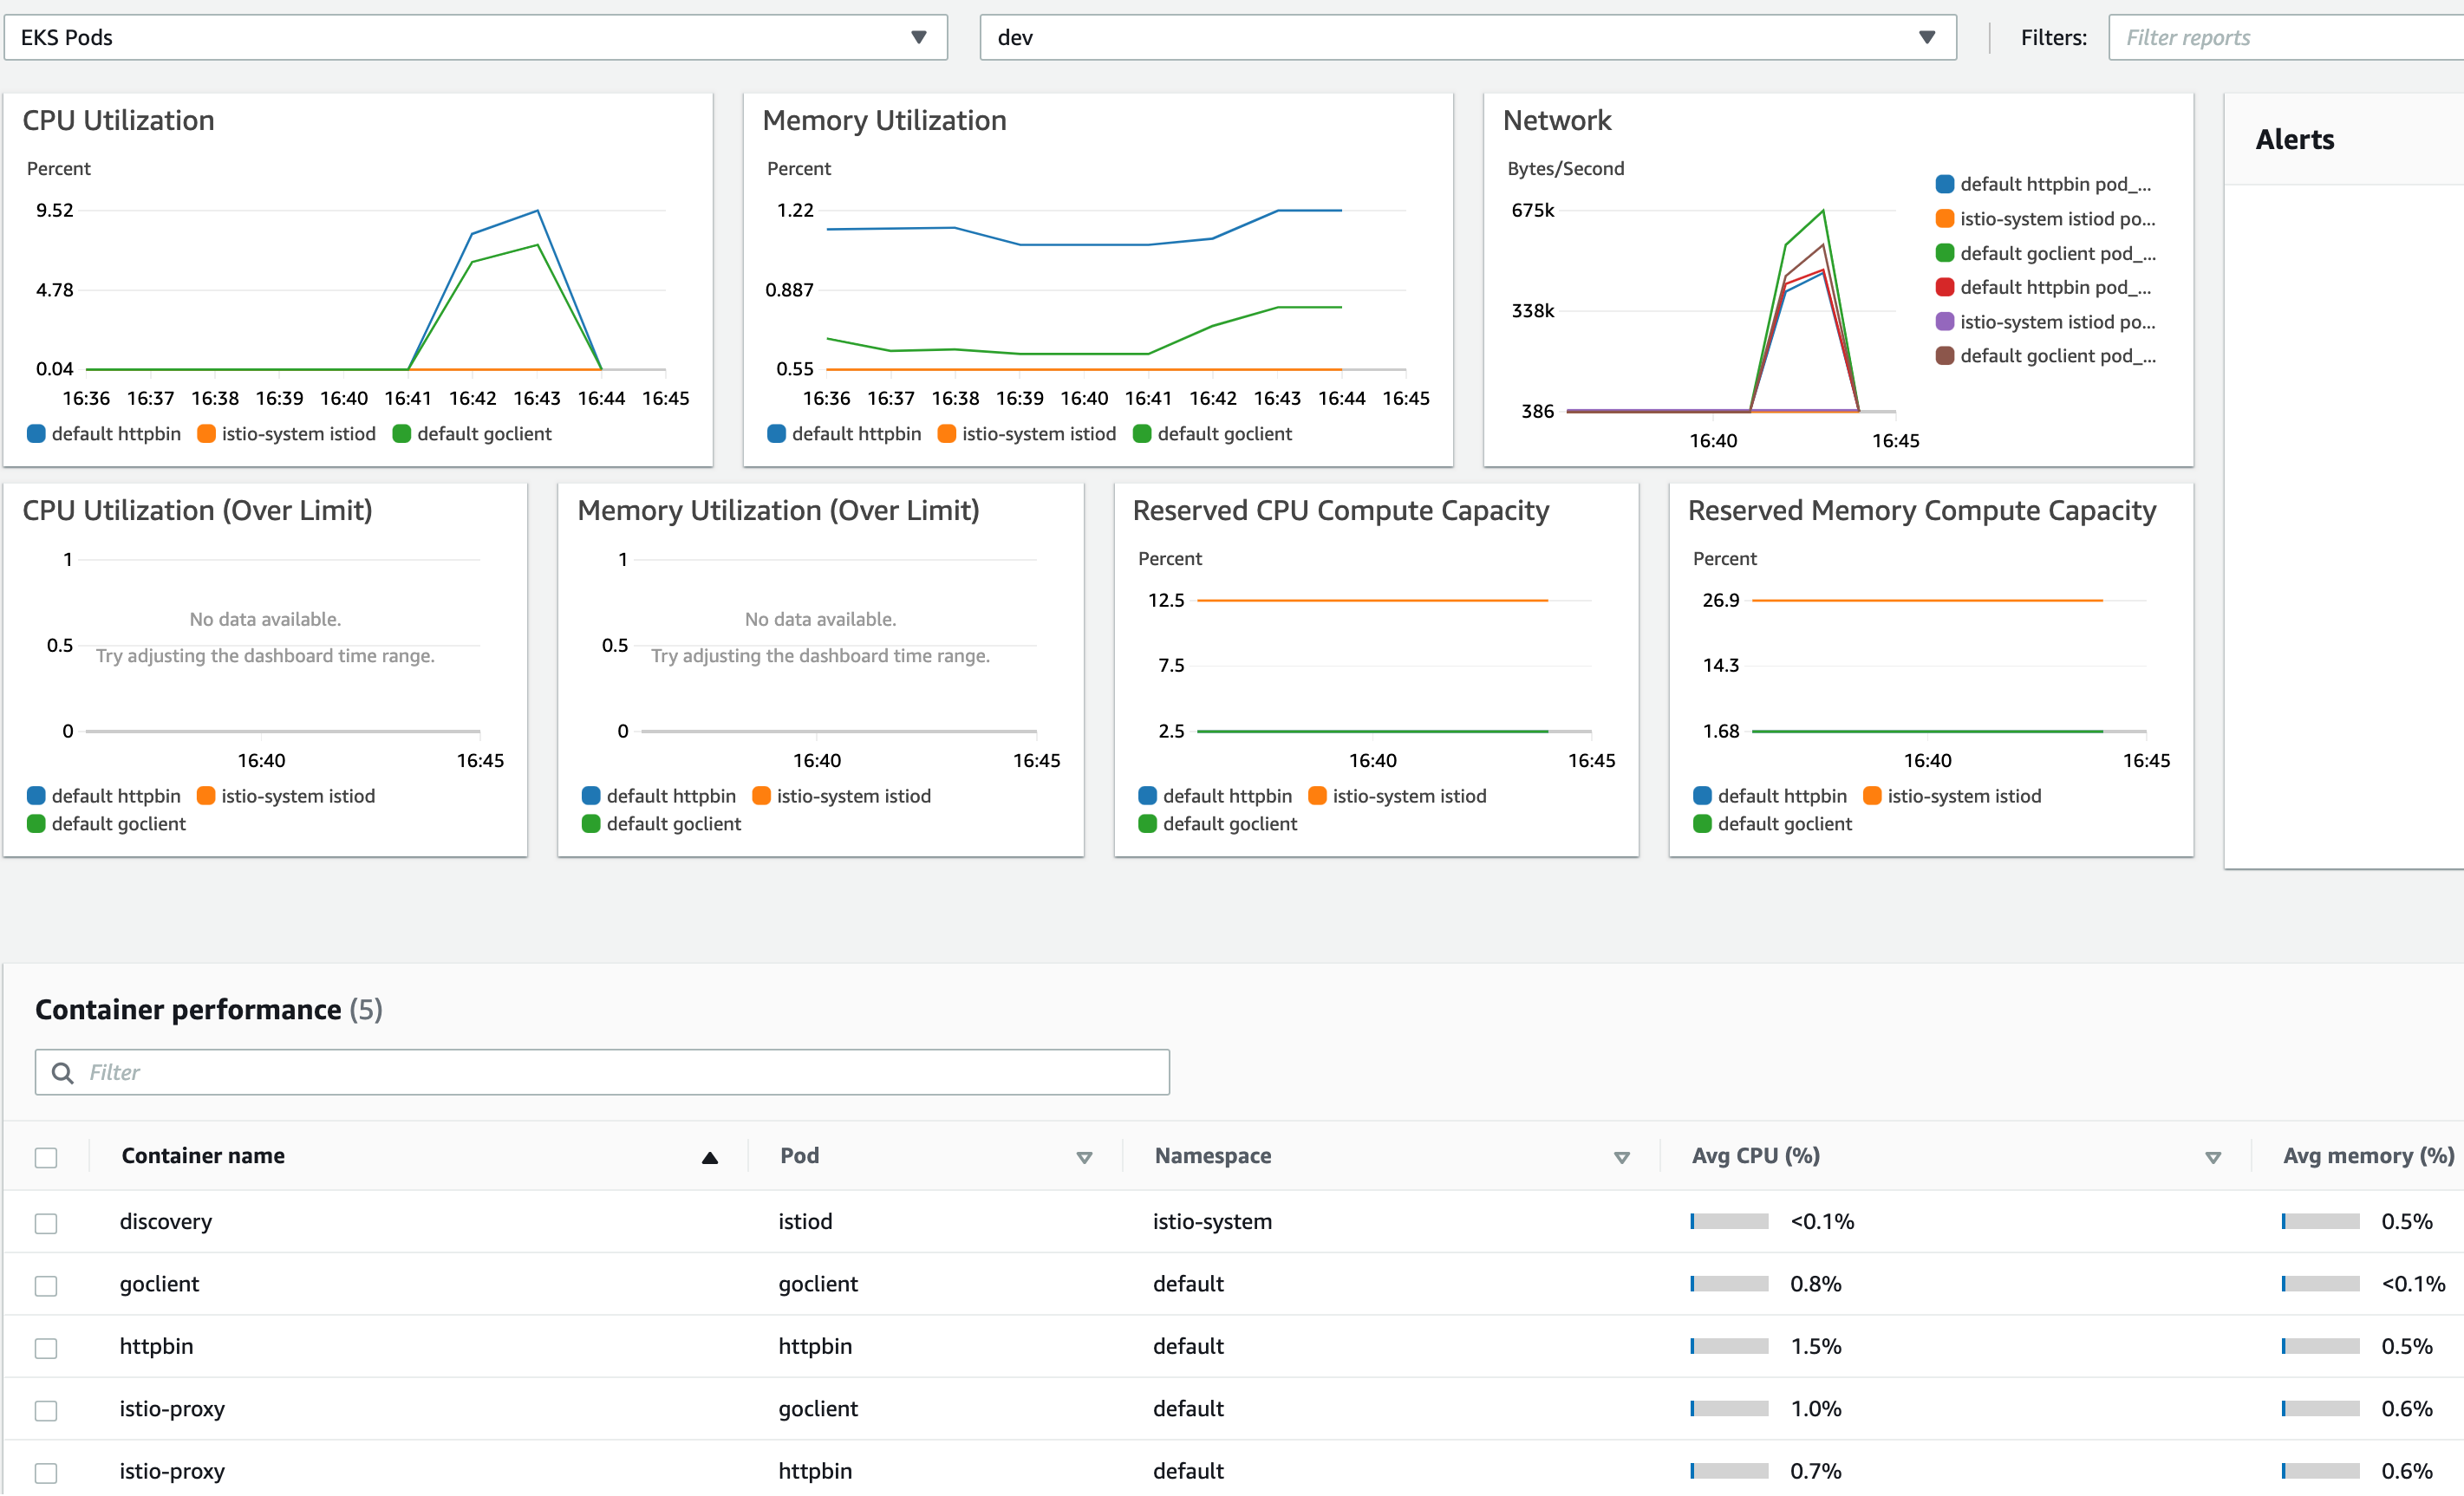 EKS Pods
dev
Filters:
Filter reports
CPU Utilization
Percent
9.52
4.78
0.04
16:36 16:37 16:38 16:39 16:40 16:41 16:42 16:43 16:44 16:45
default httpbin istio-system istiod default goclient
Memory Utilization
Percent
1.22
0.887
0.55
16:36 16:37 16:38 16:39 16:40 16:41 16:42 16:43 16:44 16:45
default httpbin istio-system istiod default goclient
Network
Bytes/Second
675k
338k
386
16:40 16:45
default httpbin pod_...
istio-system istiod po...
default goclient pod_...
default httpbin pod_...
istio-system istiod po...
default goclient pod_...
Alerts
CPU Utilization (Over Limit)
1
No data available.
0.5
Try adjusting the dashboard time range.
0
16:40 16:45
default httpbin istio-system istiod
default goclient
Memory Utilization (Over Limit)
1
No data available.
0.5
Try adjusting the dashboard time range.
0
16:40 16:45
default httpbin istio-system istiod
default goclient
Reserved CPU Compute Capacity
Percent
12.5
7.5
2.5
16:40 16:45
default httpbin istio-system istiod
default goclient
Reserved Memory Compute Capacity
Percent
26.9
14.3
1.68
16:40 16:45
default httpbin istio-system istiod
default goclient
Container performance (5)
Filter
Container name Pod Namespace Avg CPU (%) Avg memory (%)
discovery istiod istio-system <0.1% 0.5%
goclient goclient default 0.8% <0.1%
httpbin httpbin default 1.5% 0.5%
istio-proxy goclient default 1.0% 0.6%
istio-proxy httpbin default 0.7% 0.6%